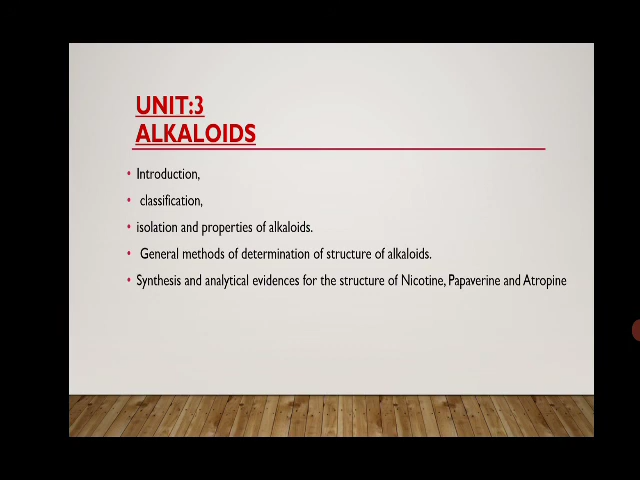 UNIT:3
ALKALOIDS
• Introduction,
• classification,
• isolation and properties of alkaloids.
• General methods of determination of structure of alkaloids.
• Synthesis and analytical evidences for the structure of Nicotine, Papaverine and Atropine